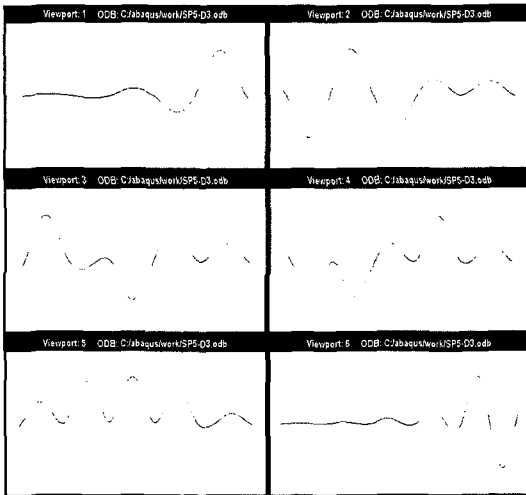 Viewport: 1 ODB: C:/abaqus/work/SP5-D3.odb
Viewport: 2 ODB: C:/abaqus/work/SP5-D3.odb
Viewport: 3 ODB: C:/abaqus/work/SP5-D3.odb
Viewport: 4 ODB: C:/abaqus/work/SP5-D3.odb
Viewport: 5 ODB: C:/abaqus/work/SP5-D3.odb
Viewport: 6 ODB: C:/abaqus/work/SP5-D3.odb